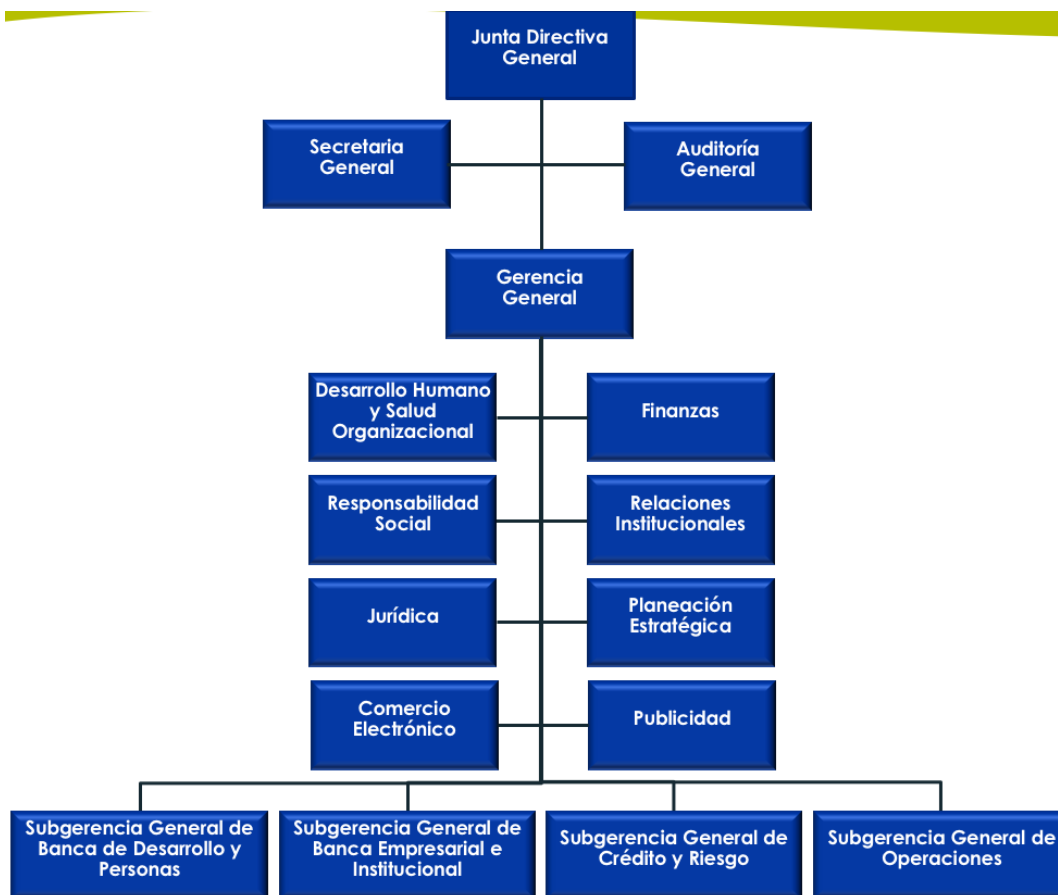 Junta Directiva
General
Secretaria
General
Auditoría
General
Gerencia
General
Desarrollo Humano
y Salud
Organizacional
Finanzas
Responsabilidad
Social
Relaciones
Institucionales
Jurídica
Planeación
Estratégica
Comercio
Electrónico
Publicidad
Subgerencia General de
Banca de Desarrollo y
Personas
Subgerencia General de
Banca Empresarial e
Institucional
Subgerencia General de
Crédito y Riesgo
Subgerencia General de
Operaciones